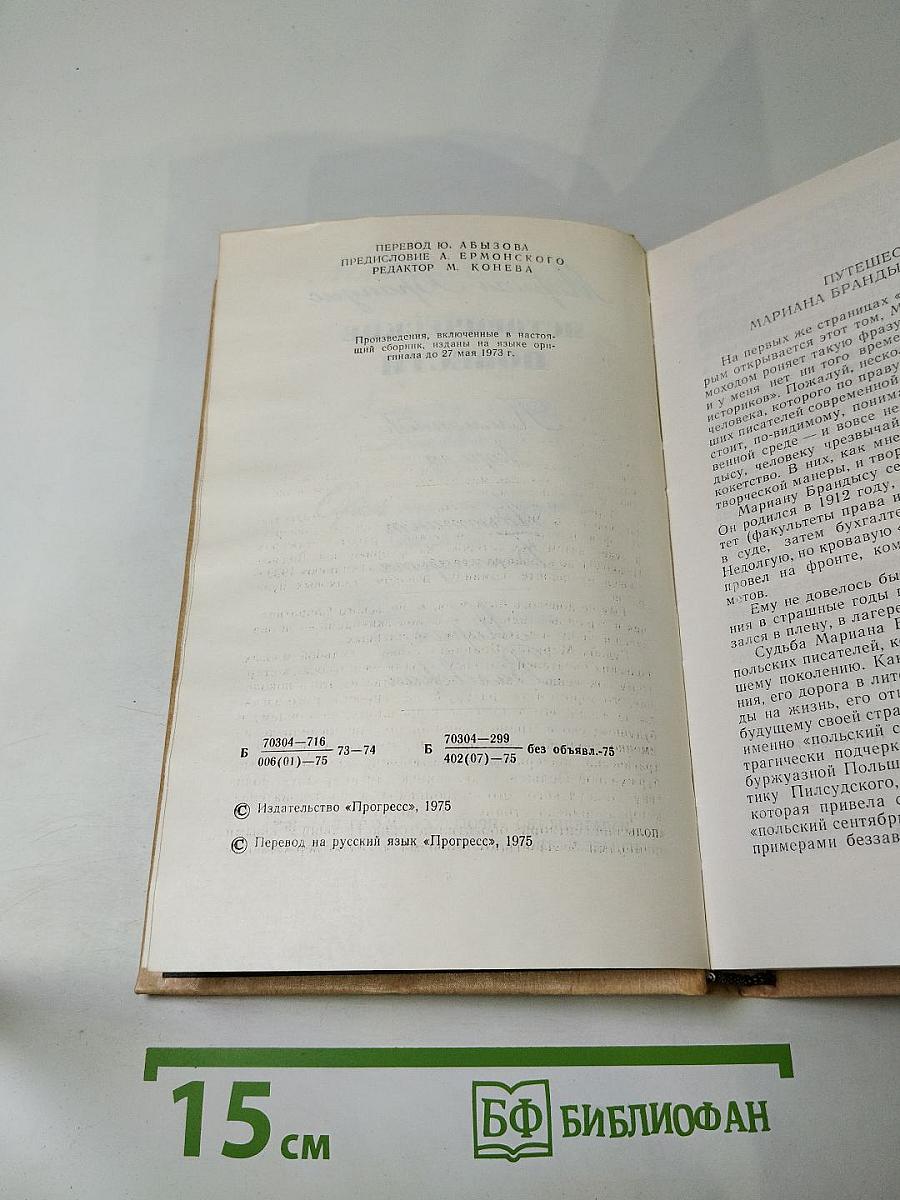 ПЕРЕВОД Ю. АБЫЗОВА
ПРЕДИСЛОВИЕ А. ЕРМОНСКОГО
РЕДАКТОР М. КОНЕВА
Произведения, включенные в настоя-
щий сборник, изданы на языке ори-
гинала до 27 мая 1973 г.
Б 70304—716 73—74 Б 70304—299 без объявл.-75
006(01)—75 402(07)—75
© Издательство «Прогресс», 1975
© Перевод на русский язык «Прогресс», 1975
ПУТЕШЕС
МАРИАНА БРАНДЫ
На первых же страницах «
рым открывается этот том, М
моходом роняет такую фразу
и у меня нет ни того време
историков». Пожалуй, неско
человека, которого по праву
ших писателей современной
стоит, по-видимому, понима
венной среде — и вовсе не
дысу, человеку чрезвычай
кокетство. В них, как мне
творческой манеры, и твор
Мариану Брандысу се
Он родился в 1912 году,
тет (факультеты права и
в суде, затем бухгалте
Недолгую, но кровавую «
провел на фронте, ком
метов.
Ему не довелось бы
ния в страшные годы
зался в плену, в лагере
Судьба Мариана Б
польских писателей, к
шему поколению. Как
ния, его дорога в лите
ды на жизнь, его от
будущему своей стра
именно «польский с
трагически подчерк
буржуазной Польш
тику Пилсудского,
которая привела с
«польский сентябр
примерами беззав
15 см
БФ БИБЛИОФАН